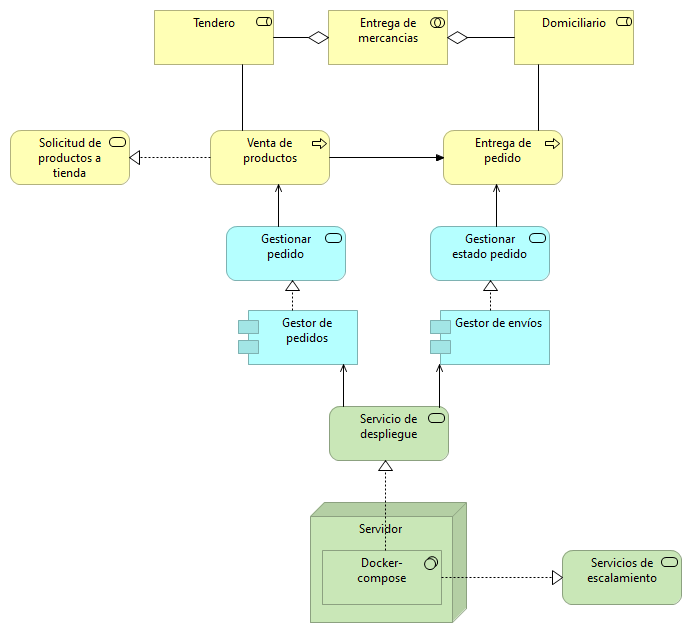 Tendero
Entrega de
mercancias
Domiciliario
Solicitud de
productos a
tienda
Venta de
productos
Entrega de
pedido
Gestionar
pedido
Gestionar
estado pedido
Gestor de
pedidos
Gestor de envíos
Servicio de
despliegue
Servidor
Docker-
compose
Servicios de
escalamiento